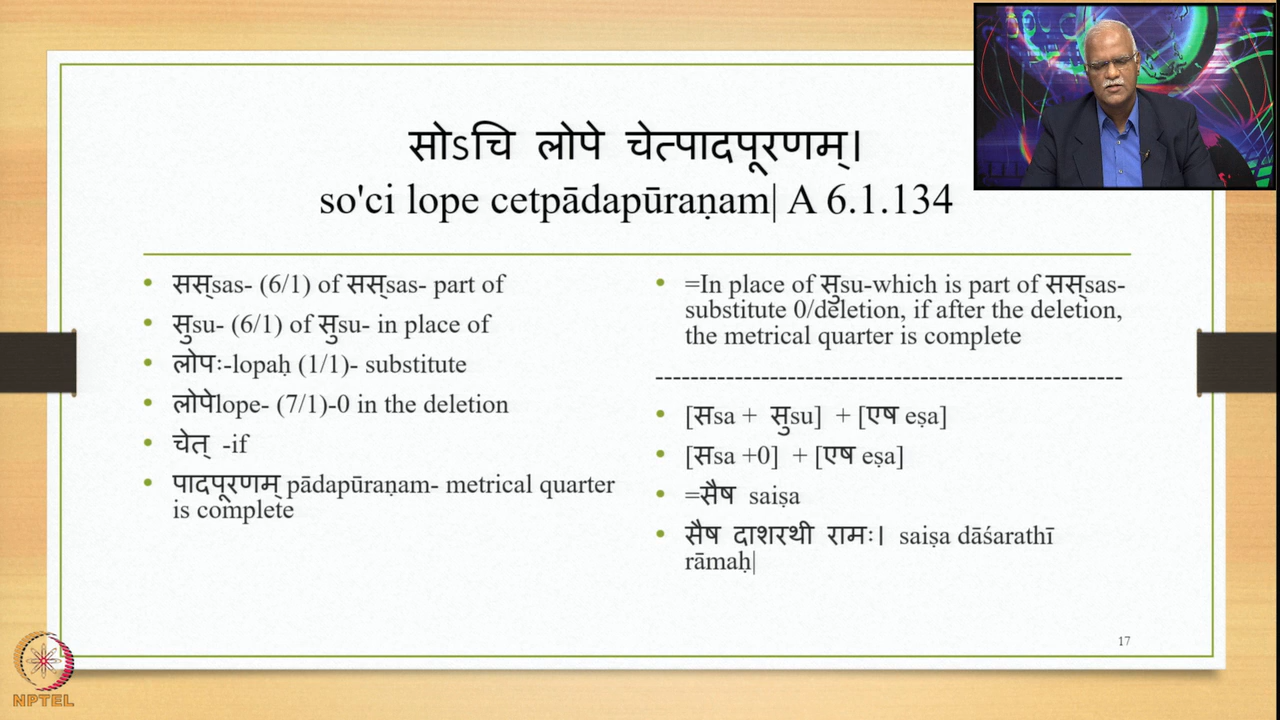 सोऽचि लोपे चेत्पादपूरणम्।
so'ci lope cetpādapūraṇam| A 6.1.134
• सस्sas- (6/1) of सस्sas- part of
• सुsu- (6/1) of सुsu- in place of
• लोपः-lopaḥ (1/1)- substitute
• लोपेlope- (7/1)-0 in the deletion
• चेत् -if
• पादपूरणम् pādapūraṇam- metrical quarter
is complete
• =In place of सुsu-which is part of सस्sas-
substitute 0/deletion, if after the deletion,
the metrical quarter is complete
----------------------------------------------------
• [सsa + सुsu] + [एष eṣa]
• [सsa +0] + [एष eṣa]
• =सैष saiṣa
• सैष दाशरथी रामः। saiṣa dāśarathī
rāmaḥ|
17
NPTEL